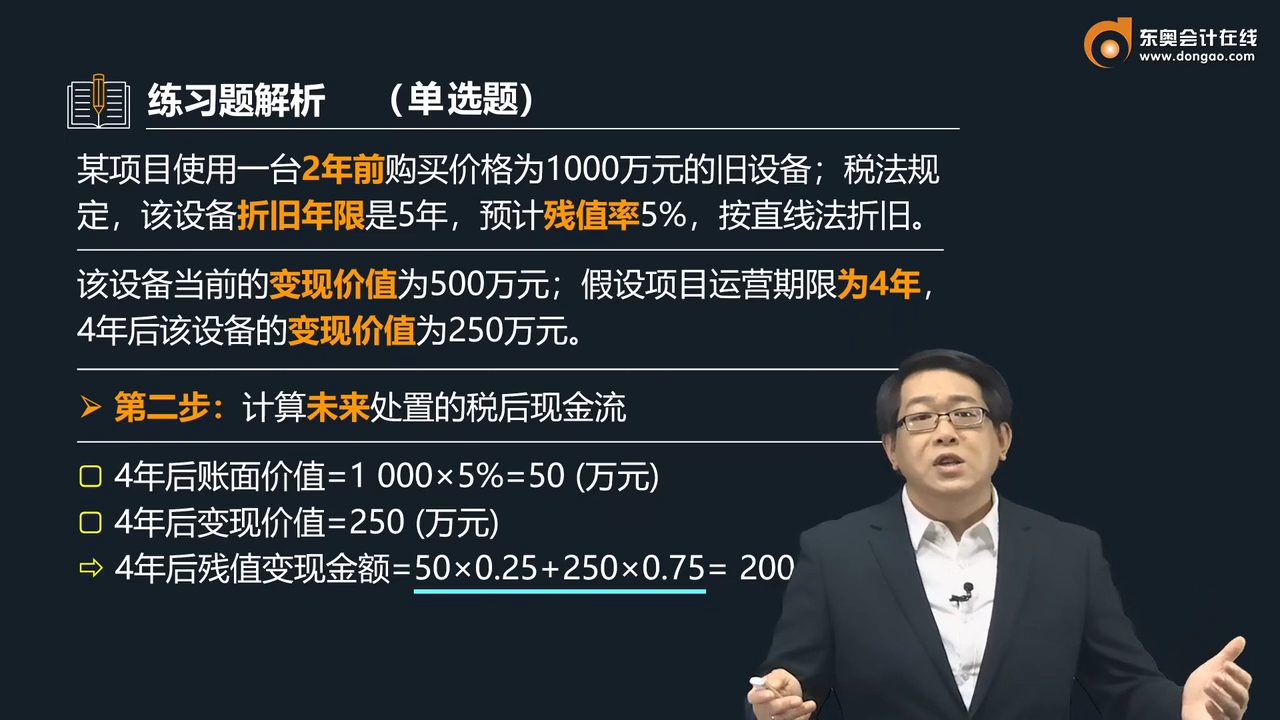 东奥会计在线
www.dongao.com
练习题解析 （单选题）
某项目使用一台2年前购买价格为1000万元的旧设备；税法规
定，该设备折旧年限是5年，预计残值率5%，按直线法折旧。
该设备当前的变现价值为500万元；假设项目运营期限为4年，
4年后该设备的变现价值为250万元。
第二步：计算未来处置的税后现金流
4年后账面价值=1 000×5%=50 (万元)
4年后变现价值=250 (万元)
4年后残值变现金额=50×0.25+250×0.75= 200